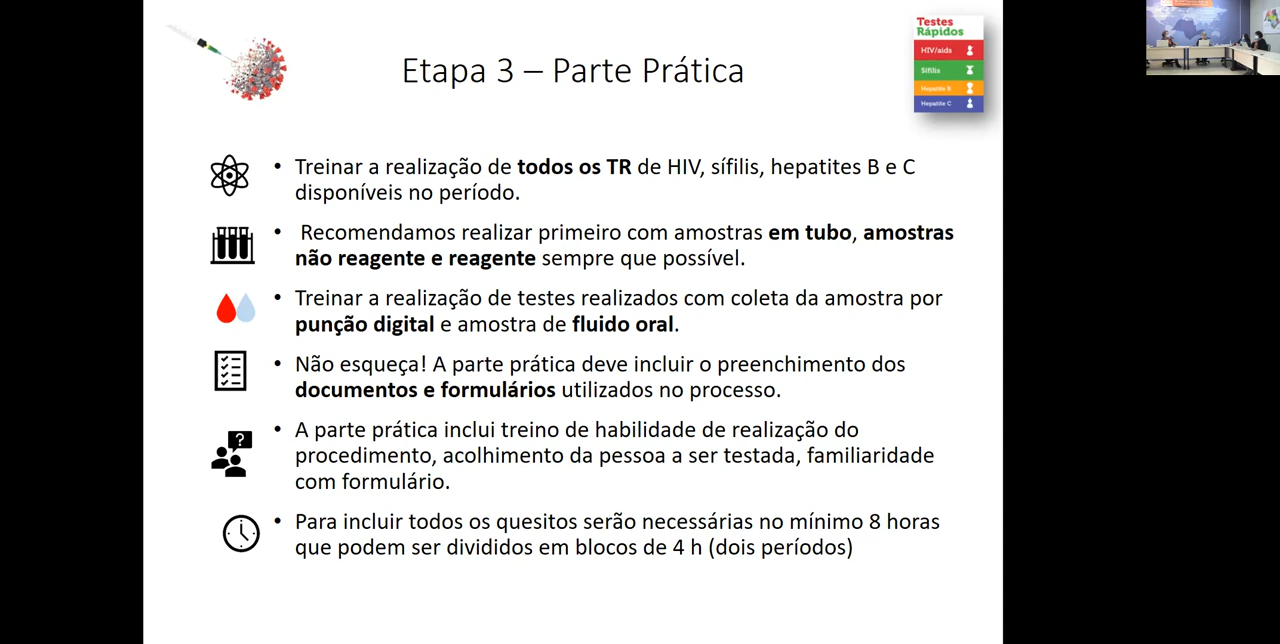 Etapa 3 – Parte Prática
Testes
Rápidos
HIV/aids
Sífilis
Hepatite B
Hepatite C
• Treinar a realização de todos os TR de HIV, sífilis, hepatites B e C
disponíveis no período.
• Recomendamos realizar primeiro com amostras em tubo, amostras
não reagente e reagente sempre que possível.
• Treinar a realização de testes realizados com coleta da amostra por
punção digital e amostra de fluido oral.
• Não esqueça! A parte prática deve incluir o preenchimento dos
documentos e formulários utilizados no processo.
?
• A parte prática inclui treino de habilidade de realização do
procedimento, acolhimento da pessoa a ser testada, familiaridade
com formulário.
• Para incluir todos os quesitos serão necessárias no mínimo 8 horas
que podem ser divididos em blocos de 4 h (dois períodos)